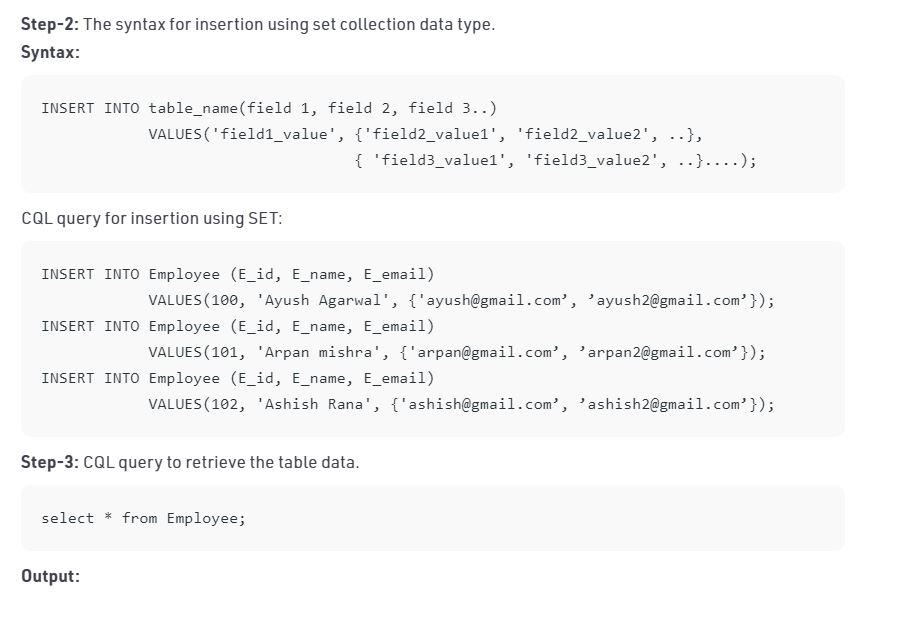 Step-2: The syntax for insertion using set collection data type.
Syntax:
INSERT INTO table_name(field 1, field 2, field 3..)
VALUES('field1_value', {'field2_value1', 'field2_value2', ..},
{ 'field3_value1', 'field3_value2', ..}....);
CQL query for insertion using SET:
INSERT INTO Employee (E_id, E_name, E_email)
VALUES(100, 'Ayush Agarwal', {'ayush@gmail.com’, ’ayush2@gmail.com’});
INSERT INTO Employee (E_id, E_name, E_email)
VALUES(101, 'Arpan mishra', {'arpan@gmail.com’, ’arpan2@gmail.com’});
INSERT INTO Employee (E_id, E_name, E_email)
VALUES(102, 'Ashish Rana', {'ashish@gmail.com’, ’ashish2@gmail.com’});
Step-3: CQL query to retrieve the table data.
select * from Employee;
Output: